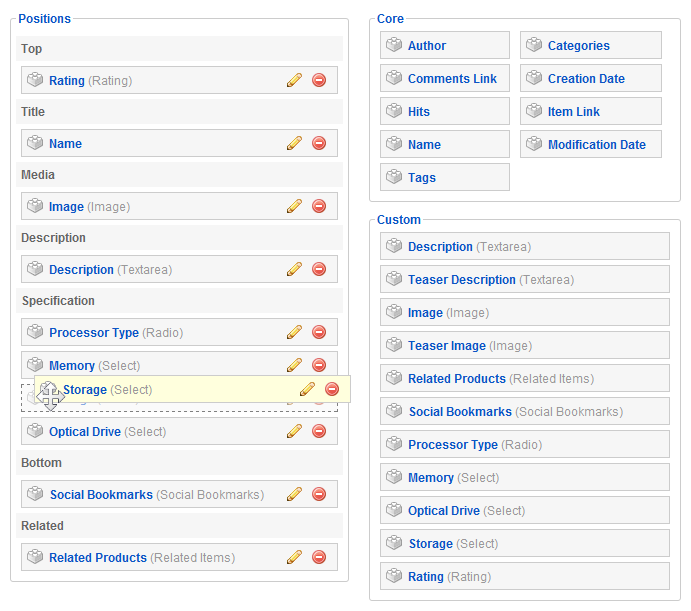 Positions
Top
Rating (Rating)
Title
Name
Media
Image (Image)
Description
Description (Textarea)
Specification
Processor Type (Radio)
Memory (Select)
Storage (Select)
Optical Drive (Select)
Bottom
Social Bookmarks (Social Bookmarks)
Related
Related Products (Related Items)
Core
Author
Categories
Comments Link
Creation Date
Hits
Item Link
Name
Modification Date
Tags
Custom
Description (Textarea)
Teaser Description (Textarea)
Image (Image)
Teaser Image (Image)
Related Products (Related Items)
Social Bookmarks (Social Bookmarks)
Processor Type (Radio)
Memory (Select)
Optical Drive (Select)
Storage (Select)
Rating (Rating)